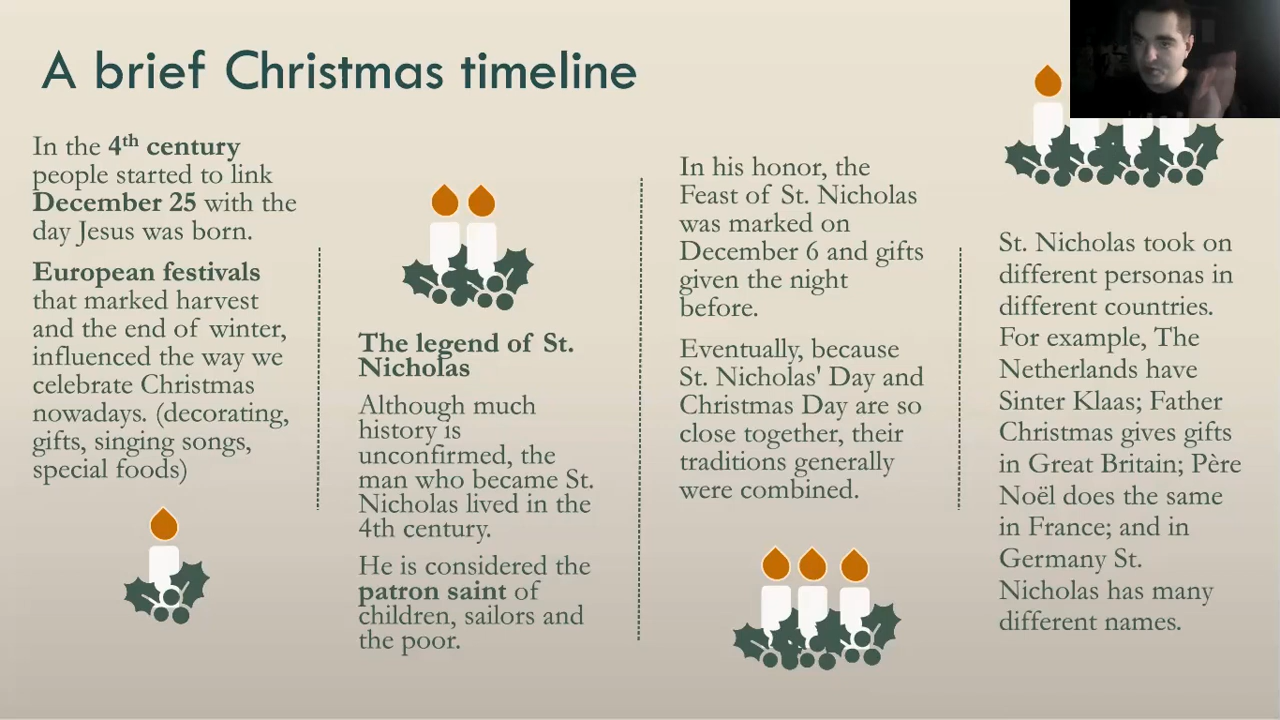 A brief Christmas timeline
In the 4th century
people started to link
December 25 with the
day Jesus was born.
European festivals
that marked harvest
and the end of winter,
influenced the way we
celebrate Christmas
nowadays. (decorating,
gifts, singing songs,
special foods)
The legend of St.
Nicholas
Although much
history is
unconfirmed, the
man who became St.
Nicholas lived in the
4th century.
He is considered the
patron saint of
children, sailors and
the poor.
In his honor, the
Feast of St. Nicholas
was marked on
December 6 and gifts
given the night
before.
Eventually, because
St. Nicholas' Day and
Christmas Day are so
close together, their
traditions generally
were combined.
St. Nicholas took on
different personas in
different countries.
For example, The
Netherlands have
Sinter Klaas; Father
Christmas gives gifts
in Great Britain; Père
Noël does the same
in France; and in
Germany St.
Nicholas has many
different names.